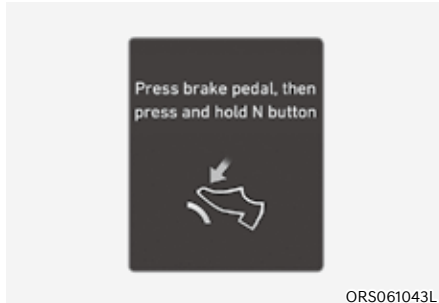 Press brake pedal, then
press and hold N button
ORS061043L